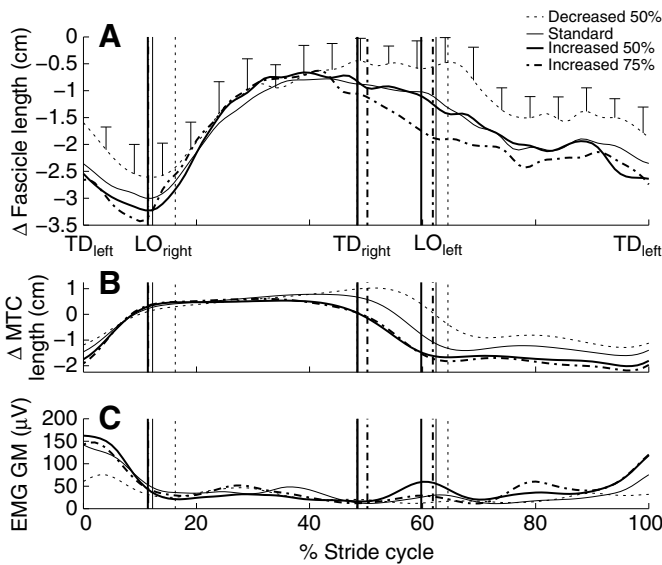 A
Decreased 50%
Standard
Increased 50%
Increased 75%
Δ Fascicle length (cm)
0
−0.5
−1
−1.5
−2
−2.5
−3
−3.5
TDleft LOright TDright LOleft TDleft
B
Δ MTC
length (cm)
1
0
−1
−2
C
EMG GM (μV)
200
150
100
50
0
0 20 40 60 80 100
% Stride cycle